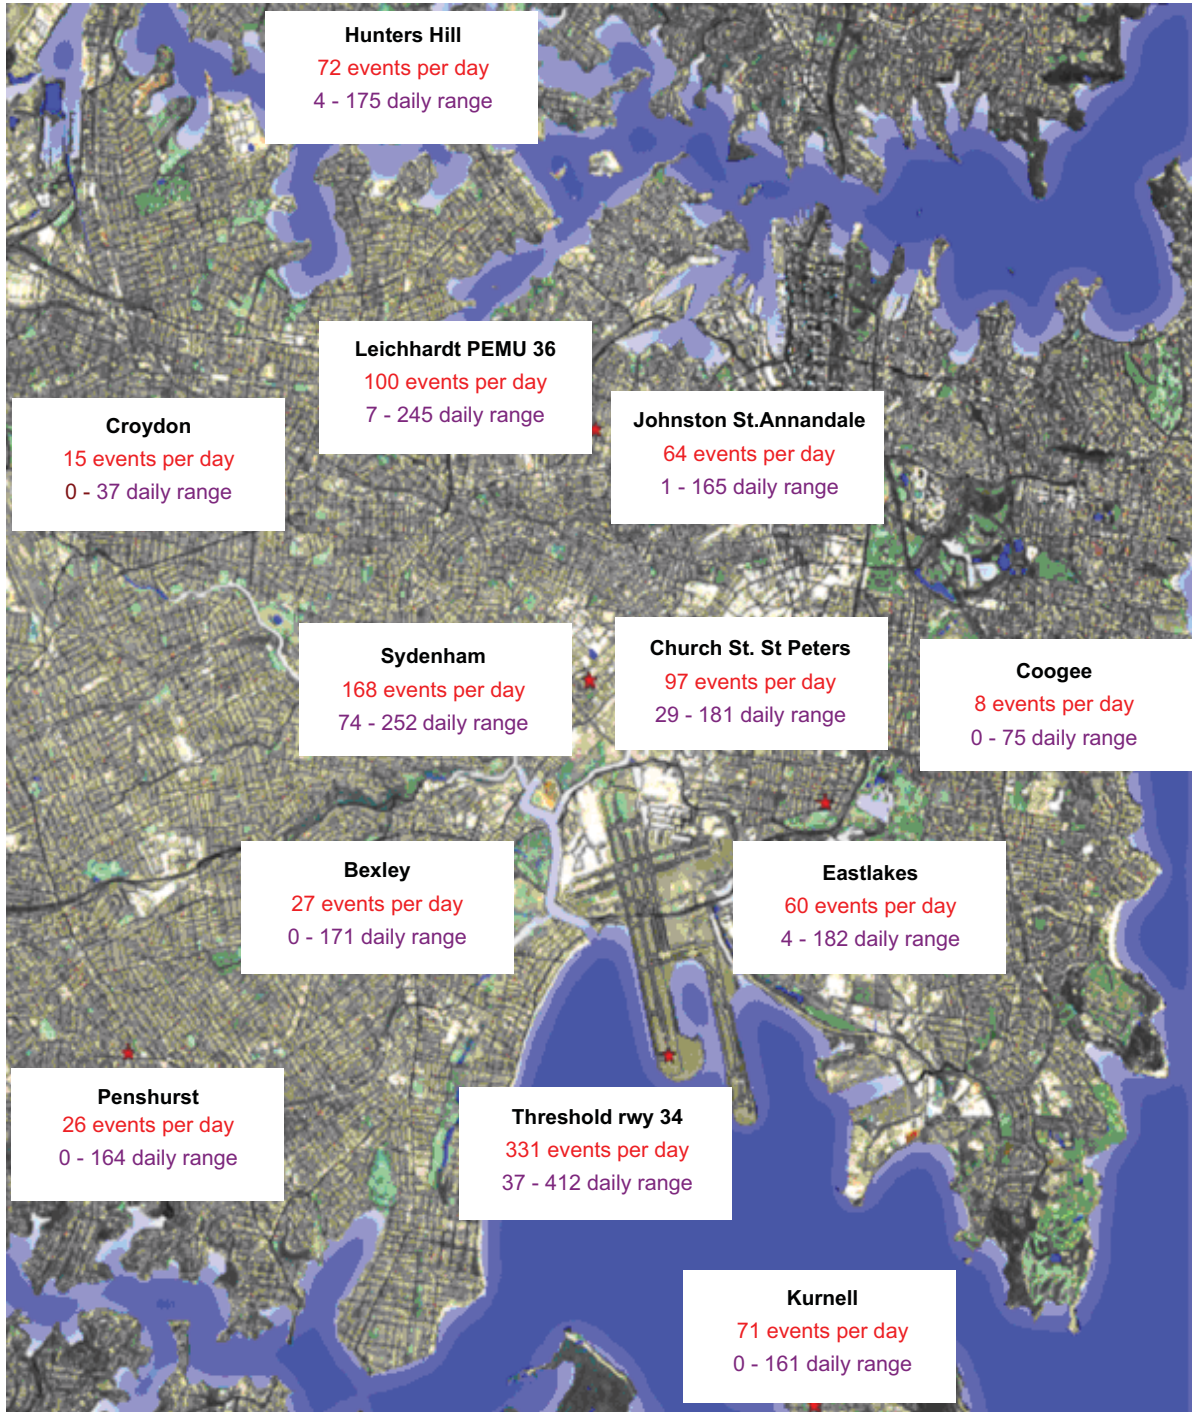 Hunters Hill
72 events per day
4 - 175 daily range
Leichhardt PEMU 36
100 events per day
7 - 245 daily range
Croydon
15 events per day
0 - 37 daily range
Johnston St.Annandale
64 events per day
1 - 165 daily range
Sydenham
168 events per day
74 - 252 daily range
Church St. St Peters
97 events per day
29 - 181 daily range
Coogee
8 events per day
0 - 75 daily range
Bexley
27 events per day
0 - 171 daily range
Eastlakes
60 events per day
4 - 182 daily range
Penshurst
26 events per day
0 - 164 daily range
Threshold rwy 34
331 events per day
37 - 412 daily range
Kurnell
71 events per day
0 - 161 daily range